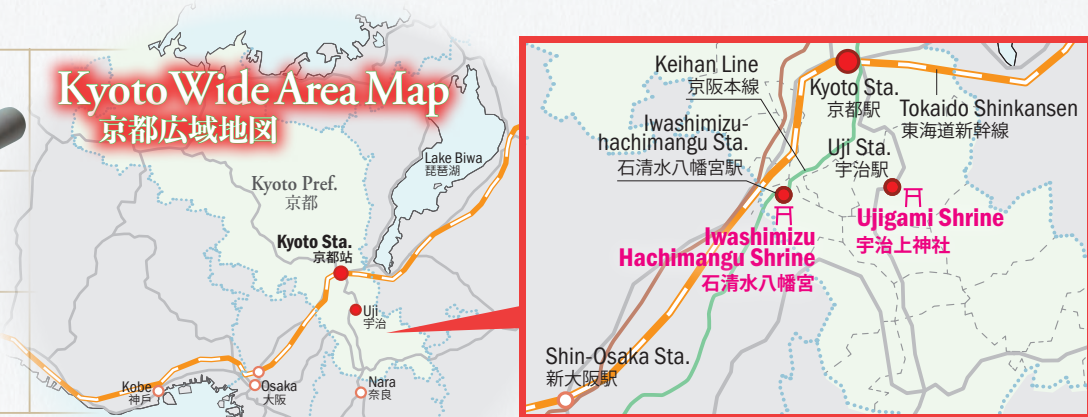 Kyoto Wide Area Map
京都広域地図
Lake Biwa
琵琶湖
Kyoto Pref.
京都
Kyoto Sta.
京都站
Uji
宇治
Kobe
神戸
Osaka
大阪
Nara
奈良
Keihan Line
京阪本線
Kyoto Sta.
京都駅
Tokaido Shinkansen
東海道新幹線
Iwashimizu-
hachimangu Sta.
石清水八幡宮駅
Uji Sta.
宇治駅
Ujigami Shrine
宇治上神社
Iwashimizu
Hachimangu Shrine
石清水八幡宮
Shin-Osaka Sta.
新大阪駅